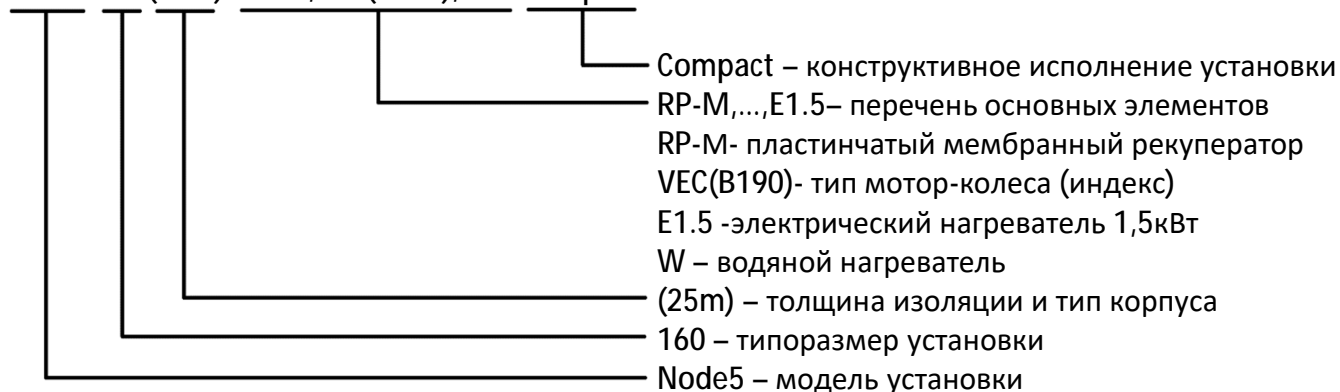 Compact – конструктивное исполнение установки
RP-M,...,E1.5– перечень основных элементов
RP-M- пластинчатый мембранный рекуператор
VEC(B190)- тип мотор-колеса (индекс)
E1.5 -электрический нагреватель 1,5кВт
W – водяной нагреватель
(25m) – толщина изоляции и тип корпуса
160 – типоразмер установки
Node5 – модель установки